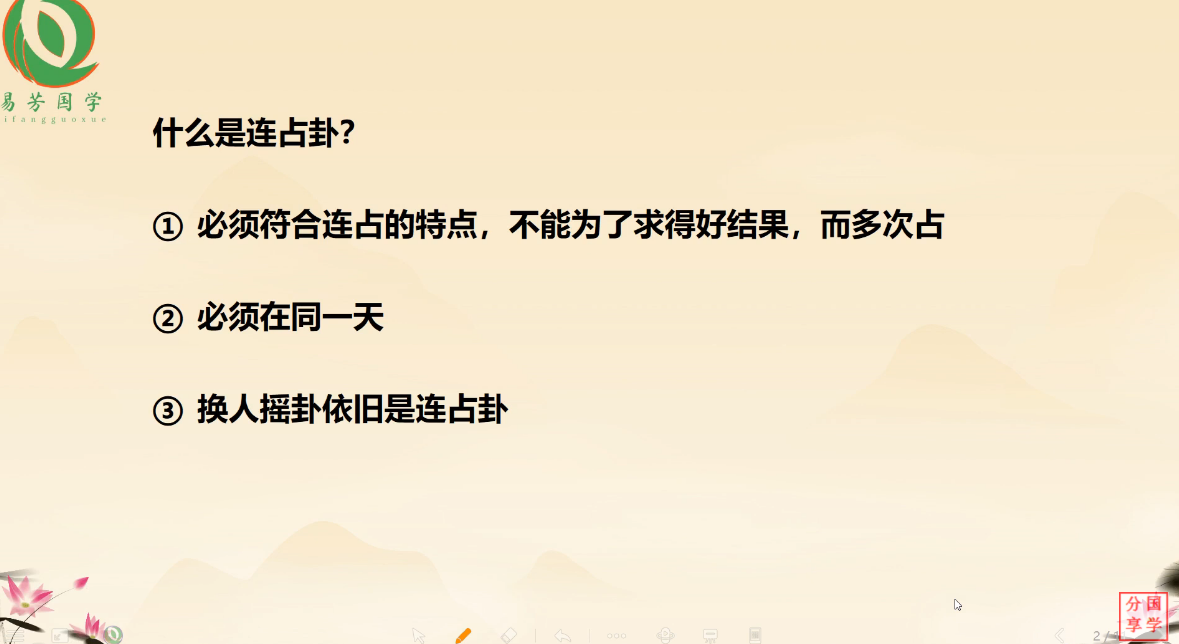 易芳国学
ifangguoxue
什么是连占卦?
① 必须符合连占的特点，不能为了求得好结果，而多次占
② 必须在同一天
③ 换人摇卦依旧是连占卦
分国
享学
2/